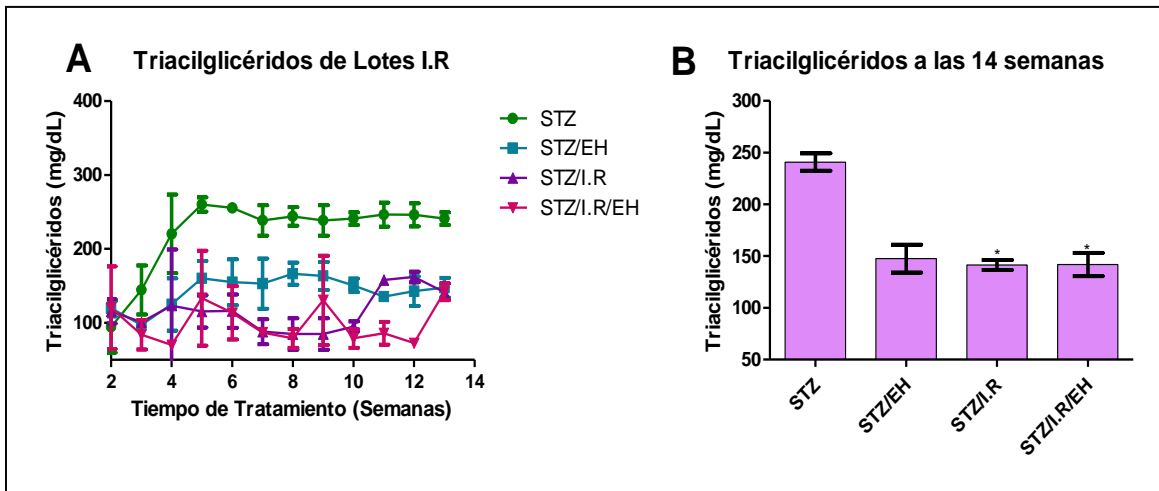 A
Triacilglicéridos de Lotes I.R
Triacilglicéridos (mg/dL)
400
300
200
100
2 4 6 8 10 12 14
Tiempo de Tratamiento (Semanas)
STZ
STZ/EH
STZ/I.R
STZ/I.R/EH
B
Triacilglicéridos a las 14 semanas
Triacilglicéridos (mg/dL)
300
250
200
150
100
50
* *
STZ
STZ/EH
STZ/I.R
STZ/I.R/EH